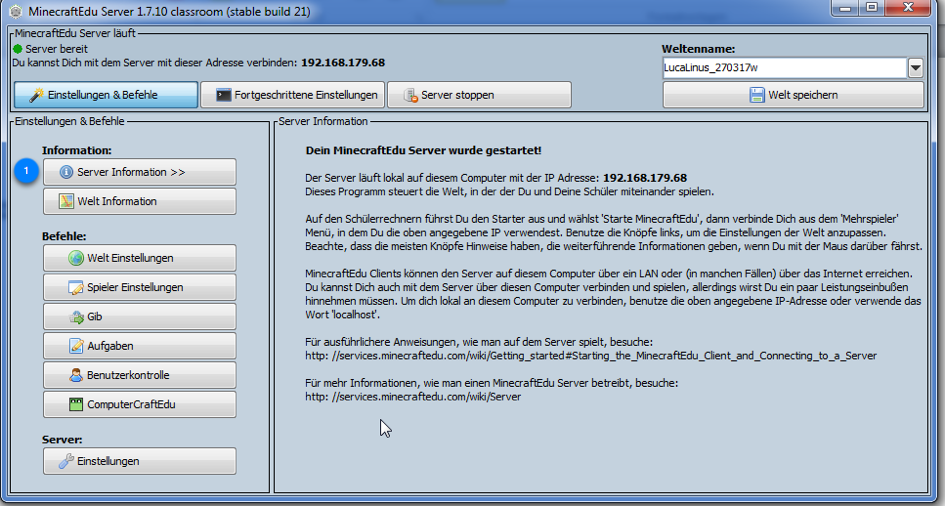 MinecraftEdu Server 1.7.10 classroom (stable build 21)
MinecraftEdu Server läuft
Server bereit
Du kannst Dich mit dem Server mit dieser Adresse verbinden: 192.168.179.68
Weltenname:
LucaLinus_270317w
Einstellungen & Befehle
Fortgeschrittene Einstellungen
Server stoppen
Welt speichern
Einstellungen & Befehle
Information:
1
Server Information >>
Welt Information
Befehle:
Welt Einstellungen
Spieler Einstellungen
Gib
Aufgaben
Benutzerkontrolle
ComputerCraftEdu
Server:
Einstellungen
Server Information
Dein MinecraftEdu Server wurde gestartet!
Der Server läuft lokal auf diesem Computer mit der IP Adresse: 192.168.179.68
Dieses Programm steuert die Welt, in der der Du und Deine Schüler miteinander spielen.
Auf den Schülerrechnern führst Du den Starter aus und wählst 'Starte MinecraftEdu', dann verbinde Dich aus dem 'Mehrspieler'
Menü, in dem Du die oben angegebene IP verwendest. Benutze die Knöpfe links, um die Einstellungen der Welt anzupassen.
Beachte, dass die meisten Knöpfe Hinweise haben, die weiterführende Informationen geben, wenn Du mit der Maus darüber fährst.
MinecraftEdu Clients können den Server auf diesem Computer über ein LAN oder (in manchen Fällen) über das Internet erreichen.
Du kannst Dich auch mit dem Server über diesen Computer verbinden und spielen, allerdings wirst Du ein paar Leistungseinbußen
hinnehmen müssen. Um dich lokal an diesem Computer zu verbinden, benutze die oben angegebene IP-Adresse oder verwende das
Wort 'localhost'.
Für ausführlichere Anweisungen, wie man auf dem Server spielt, besuche:
http: //services.minecraftedu.com/wiki/Getting_started#Starting_the_MinecraftEdu_Client_and_Connecting_to_a_Server
Für mehr Informationen, wie man einen MinecraftEdu Server betreibt, besuche:
http: //services.minecraftedu.com/wiki/Server